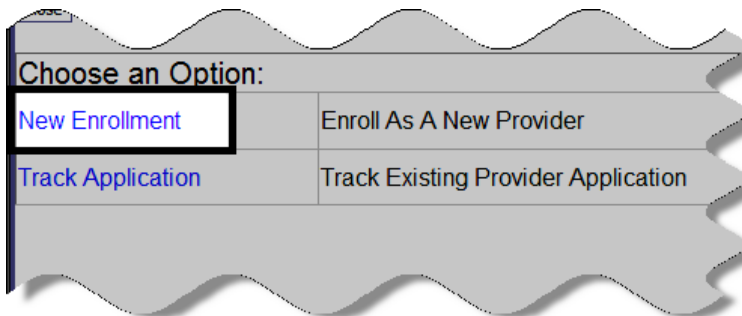 Choose an Option:
New Enrollment Enroll As A New Provider
Track Application Track Existing Provider Application